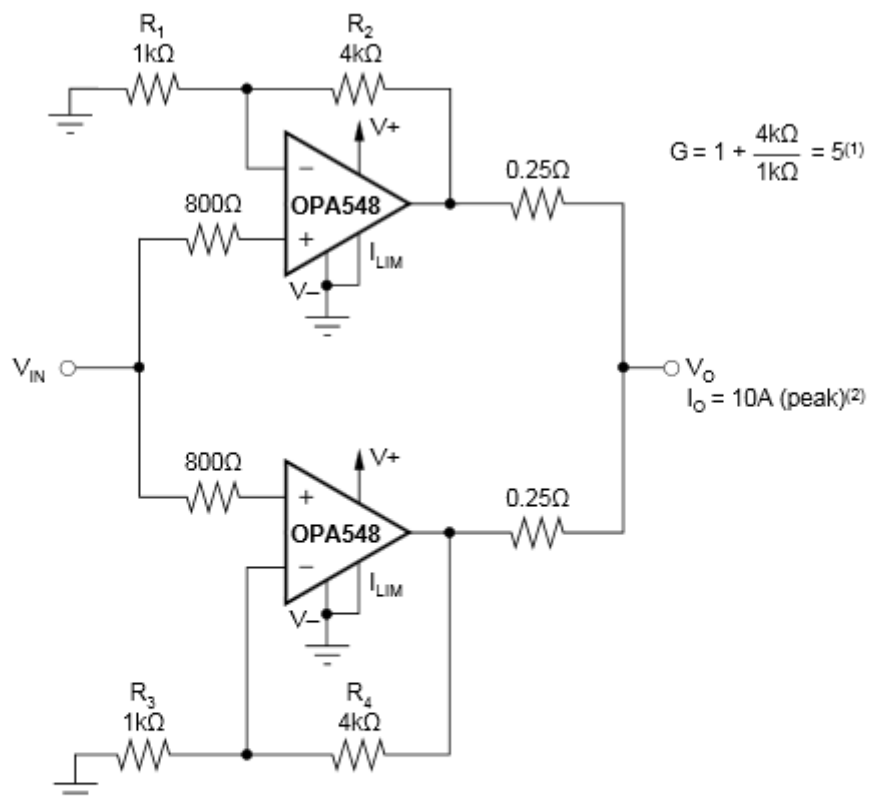 R1
1kΩ
R2
4kΩ
V+
−
OPA548
+
800Ω
ILIM
V−
0.25Ω
G = 1 + 4kΩ/1kΩ = 5(1)
VIN
VO
IO = 10A (peak)(2)
800Ω
V+
+
OPA548
−
ILIM
V−
0.25Ω
R3
1kΩ
R4
4kΩ